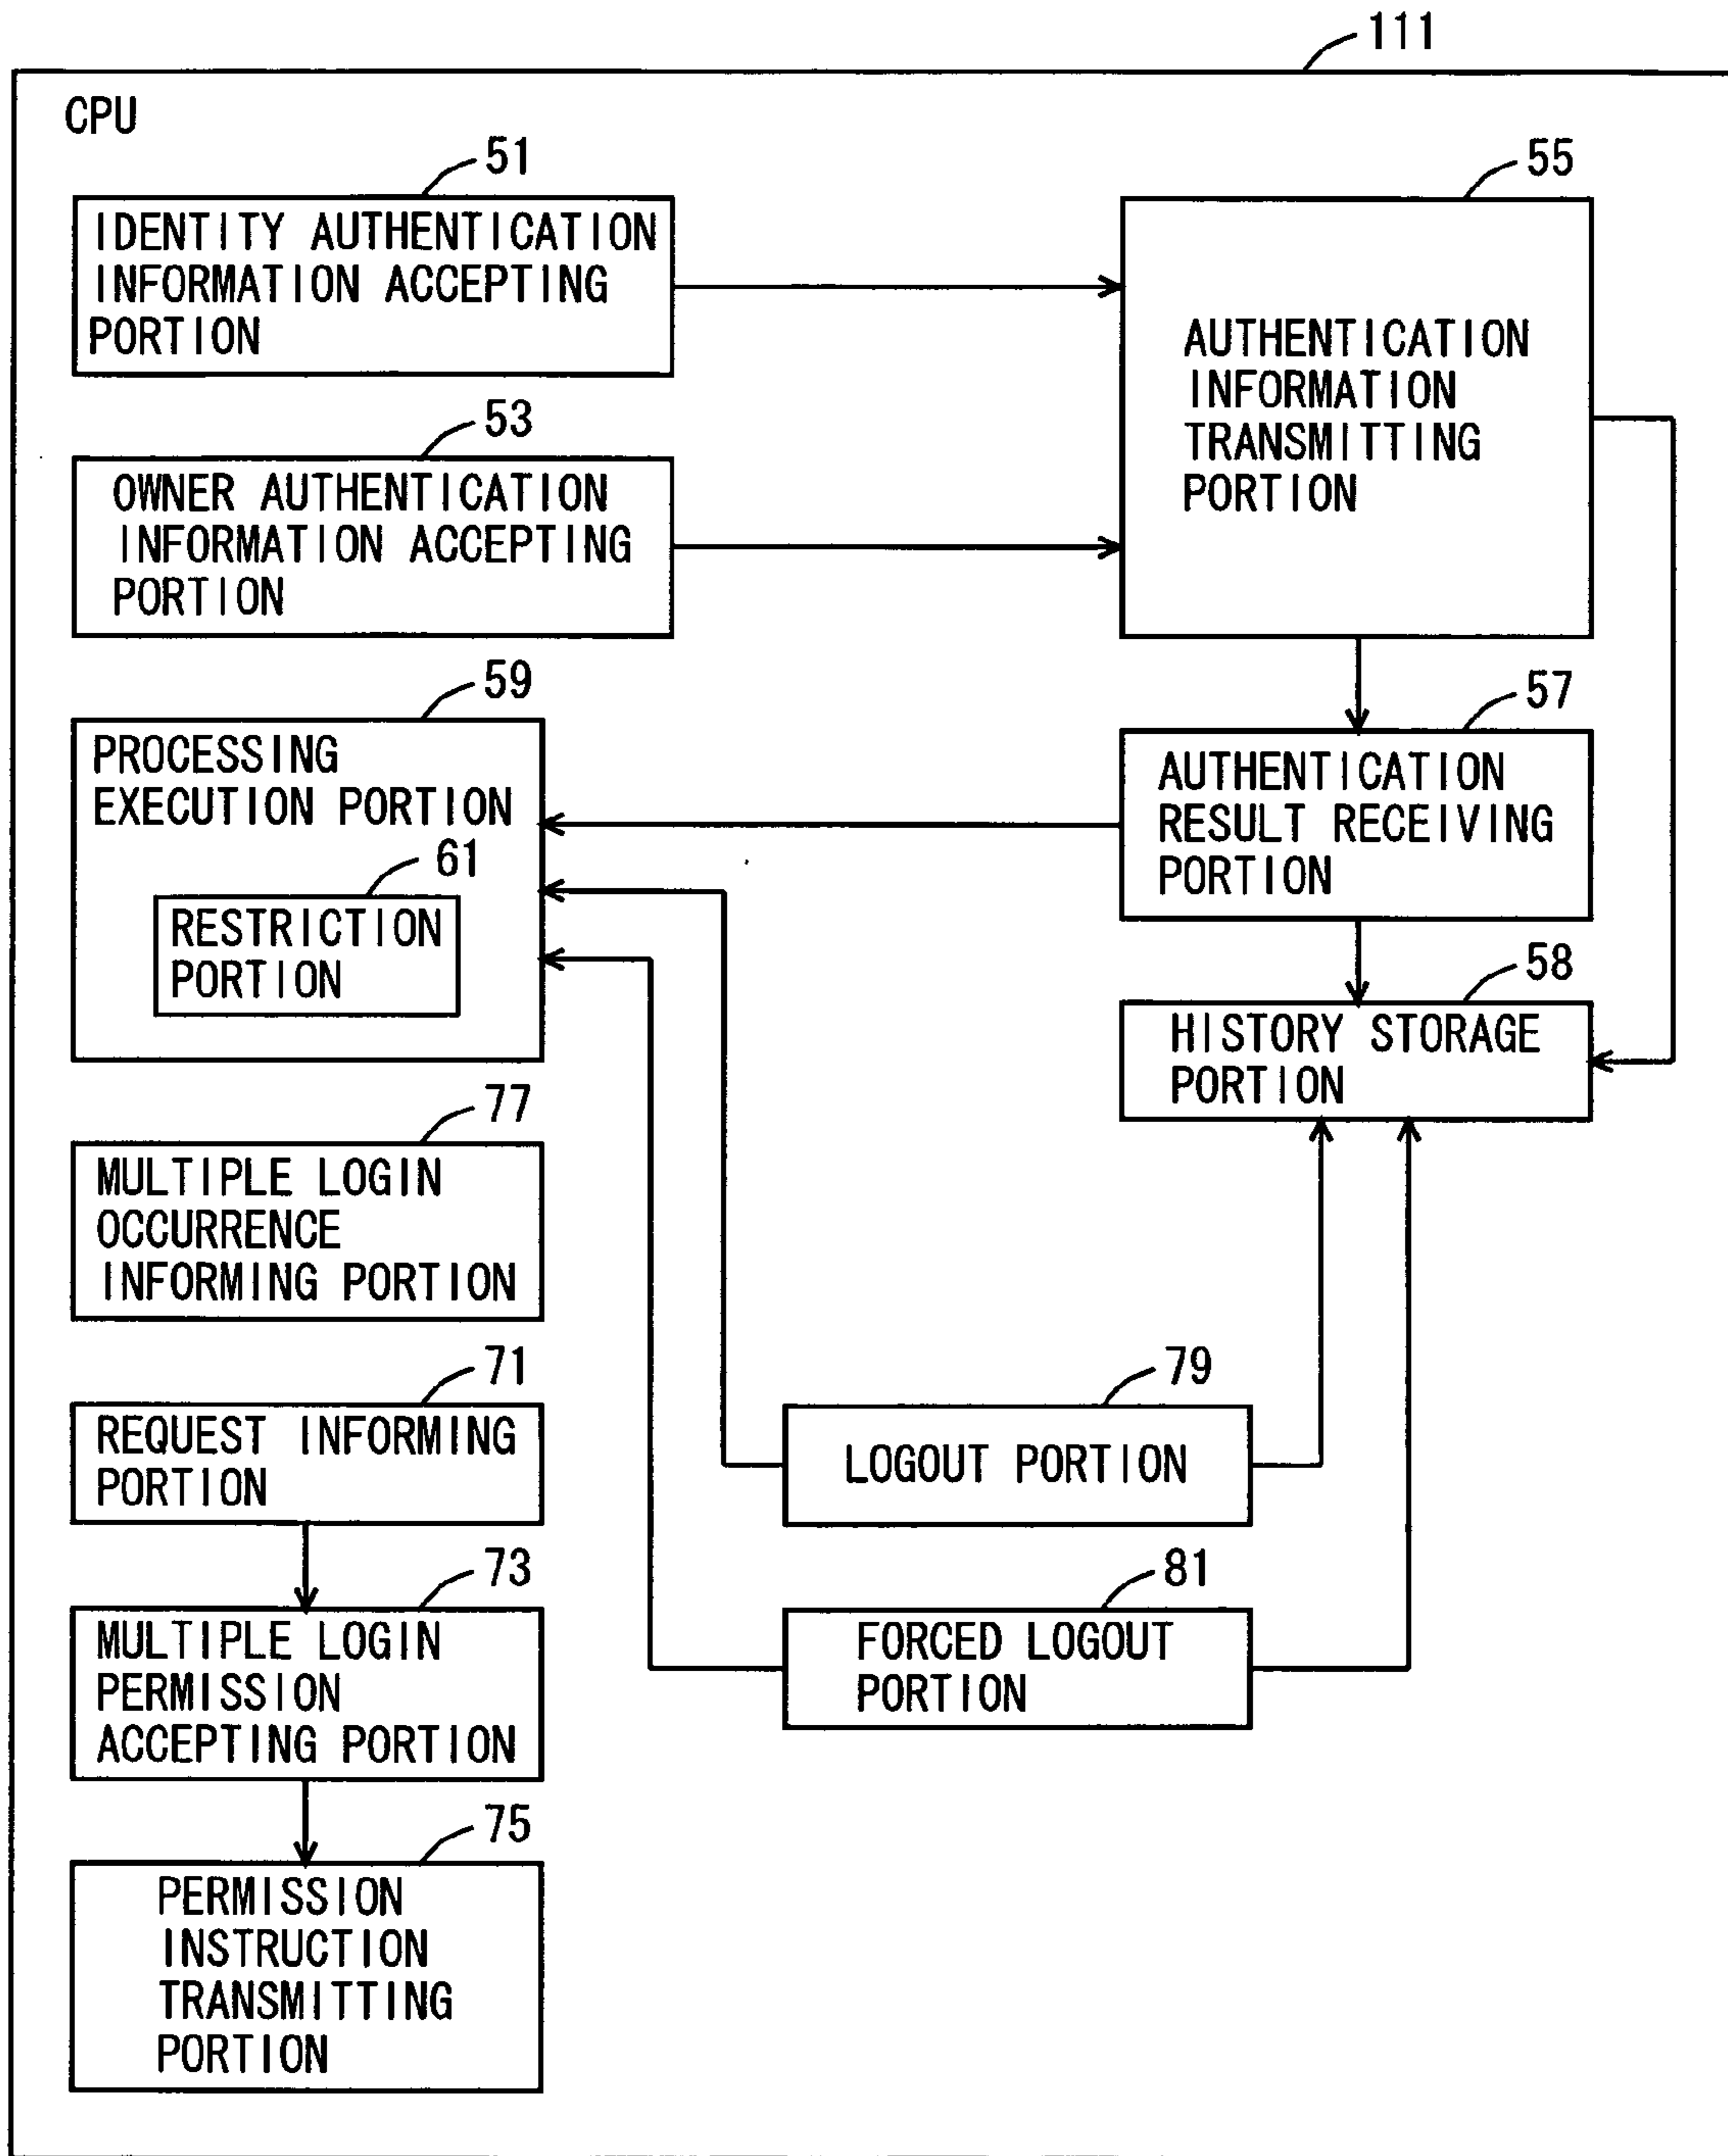 111
CPU
51
IDENTITY AUTHENTICATION
INFORMATION ACCEPTING
PORTION
55
AUTHENTICATION
INFORMATION
TRANSMITTING
PORTION
53
OWNER AUTHENTICATION
INFORMATION ACCEPTING
PORTION
59
PROCESSING
EXECUTION PORTION
61
RESTRICTION
PORTION
57
AUTHENTICATION
RESULT RECEIVING
PORTION
58
HISTORY STORAGE
PORTION
77
MULTIPLE LOGIN
OCCURRENCE
INFORMING PORTION
71
REQUEST INFORMING
PORTION
79
LOGOUT PORTION
73
MULTIPLE LOGIN
PERMISSION
ACCEPTING PORTION
81
FORCED LOGOUT
PORTION
75
PERMISSION
INSTRUCTION
TRANSMITTING
PORTION